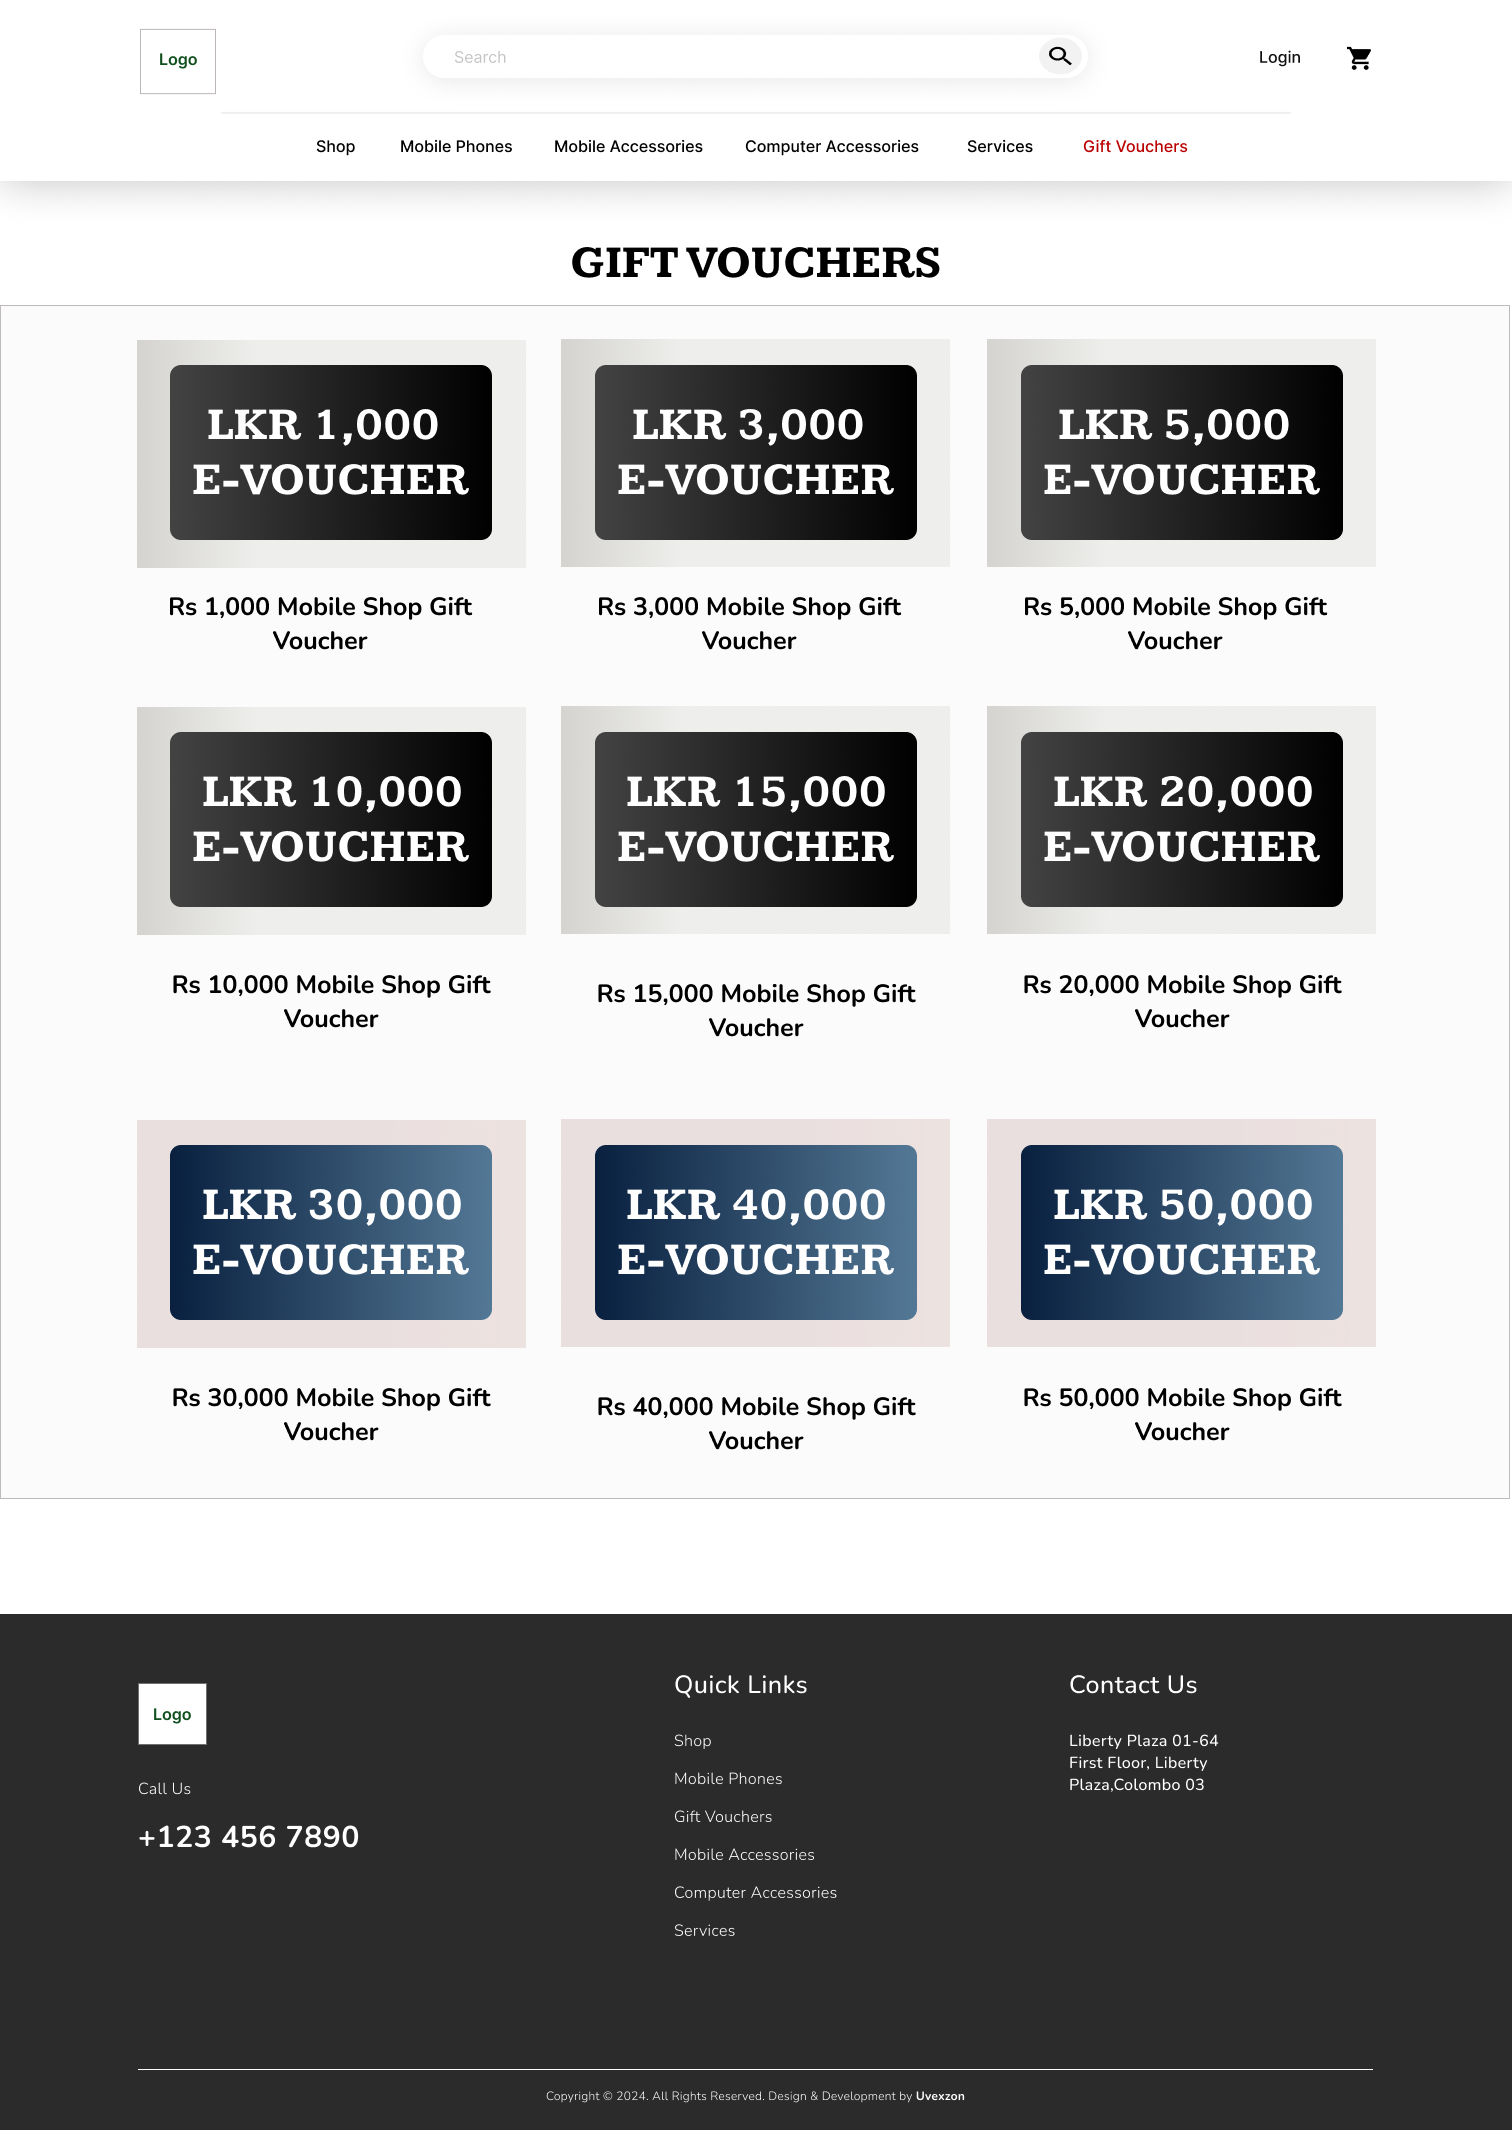 Logo
Search
Login
Shop
Mobile Phones
Mobile Accessories
Computer Accessories
Services
Gift Vouchers
GIFT VOUCHERS
LKR 1,000
E-VOUCHER
LKR 3,000
E-VOUCHER
LKR 5,000
E-VOUCHER
Rs 1,000 Mobile Shop Gift
Voucher
Rs 3,000 Mobile Shop Gift
Voucher
Rs 5,000 Mobile Shop Gift
Voucher
LKR 10,000
E-VOUCHER
LKR 15,000
E-VOUCHER
LKR 20,000
E-VOUCHER
Rs 10,000 Mobile Shop Gift
Voucher
Rs 15,000 Mobile Shop Gift
Voucher
Rs 20,000 Mobile Shop Gift
Voucher
LKR 30,000
E-VOUCHER
LKR 40,000
E-VOUCHER
LKR 50,000
E-VOUCHER
Rs 30,000 Mobile Shop Gift
Voucher
Rs 40,000 Mobile Shop Gift
Voucher
Rs 50,000 Mobile Shop Gift
Voucher
Logo
Call Us
+123 456 7890
Quick Links
Shop
Mobile Phones
Gift Vouchers
Mobile Accessories
Computer Accessories
Services
Contact Us
Liberty Plaza 01-64
First Floor, Liberty
Plaza,Colombo 03
Copyright © 2024. All Rights Reserved. Design & Development by Uvexzon